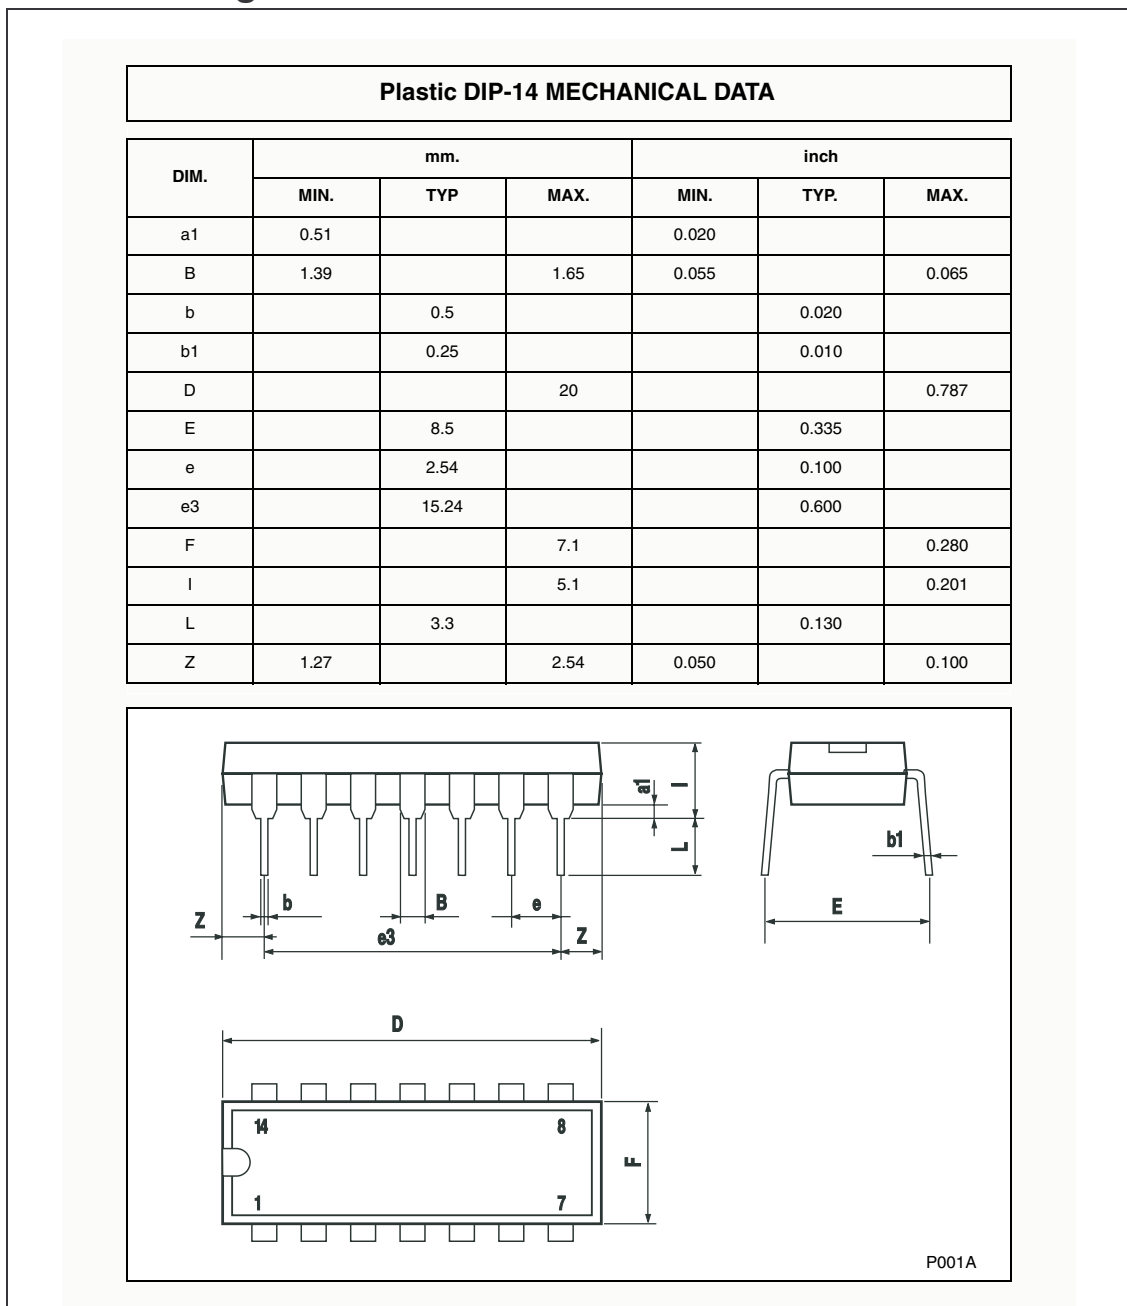 Plastic DIP-14 MECHANICAL DATA
DIM. mm. inch
MIN. TYP MAX. MIN. TYP. MAX.
a1 0.51 0.020
B 1.39 1.65 0.055 0.065
b 0.5 0.020
b1 0.25 0.010
D 20 0.787
E 8.5 0.335
e 2.54 0.100
e3 15.24 0.600
F 7.1 0.280
I 5.1 0.201
L 3.3 0.130
Z 1.27 2.54 0.050 0.100
a1 I
L b1
Z b B e E
e3 Z
D
14 8
F
1 7
P001A